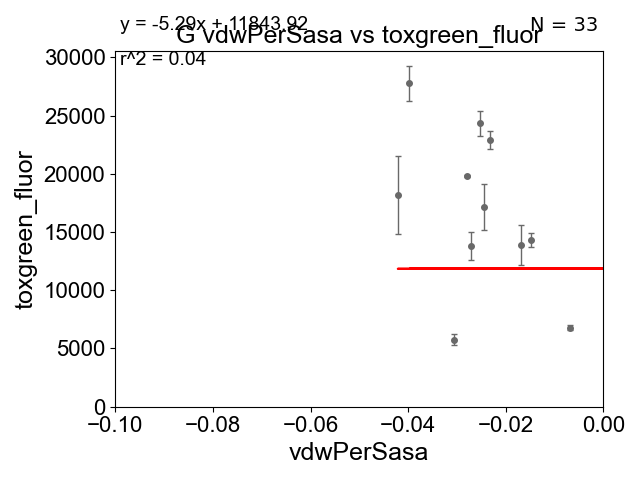 y = -5.29x + 11843.92
N = 33
G vdwPerSasa vs toxgreen_fluor
r^2 = 0.04
30000
25000
20000
15000
10000
5000
0
toxgreen_fluor
−0.10 −0.08 −0.06 −0.04 −0.02 0.00
vdwPerSasa